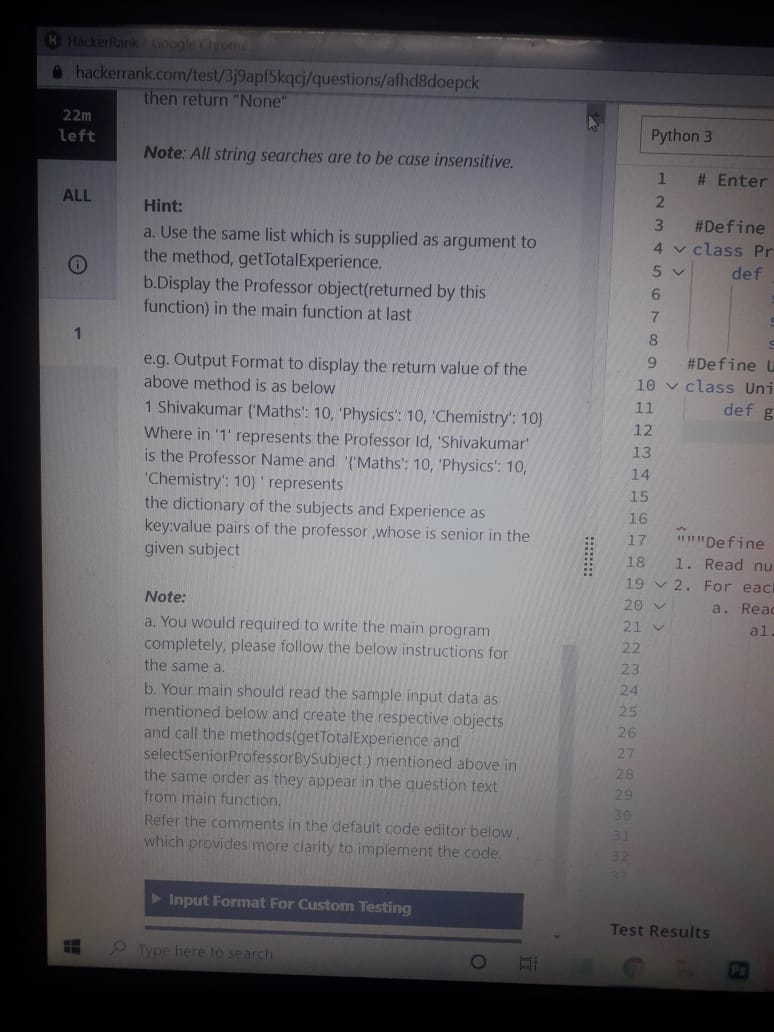 HackerRank - Google Chrome
hackerrank.com/test/3j9apf5kqcj/questions/afhd8doepck
22m
left
ALL
1
then return "None"
Note: All string searches are to be case insensitive.
Hint:
a. Use the same list which is supplied as argument to
the method, getTotalExperience.
b.Display the Professor object(returned by this
function) in the main function at last
e.g. Output Format to display the return value of the
above method is as below
1 Shivakumar {'Maths': 10, 'Physics': 10, 'Chemistry': 10}
Where in '1' represents the Professor Id, 'Shivakumar'
is the Professor Name and '{'Maths': 10, 'Physics': 10,
'Chemistry': 10} ' represents
the dictionary of the subjects and Experience as
key:value pairs of the professor ,whose is senior in the
given subject
Note:
a. You would required to write the main program
completely, please follow the below instructions for
the same a.
b. Your main should read the sample input data as
mentioned below and create the respective objects
and call the methods(getTotalExperience and
selectSeniorProfessorBySubject ) mentioned above in
the same order as they appear in the question text
from main function.
Refer the comments in the default code editor below ,
which provides more clarity to implement the code.
▶ Input Format For Custom Testing
Python 3
1 # Enter
2
3 #Define
4 class Pr
5 def
6
7
8
9 #Define U
10 class Uni
11 def g
12
13
14
15
16
17 """Define
18 1. Read nu
19 2. For eac
20 a. Read
21 a1.
22
23
24
25
26
27
28
29
30
31
32
33
Test Results
Type here to search
Ps